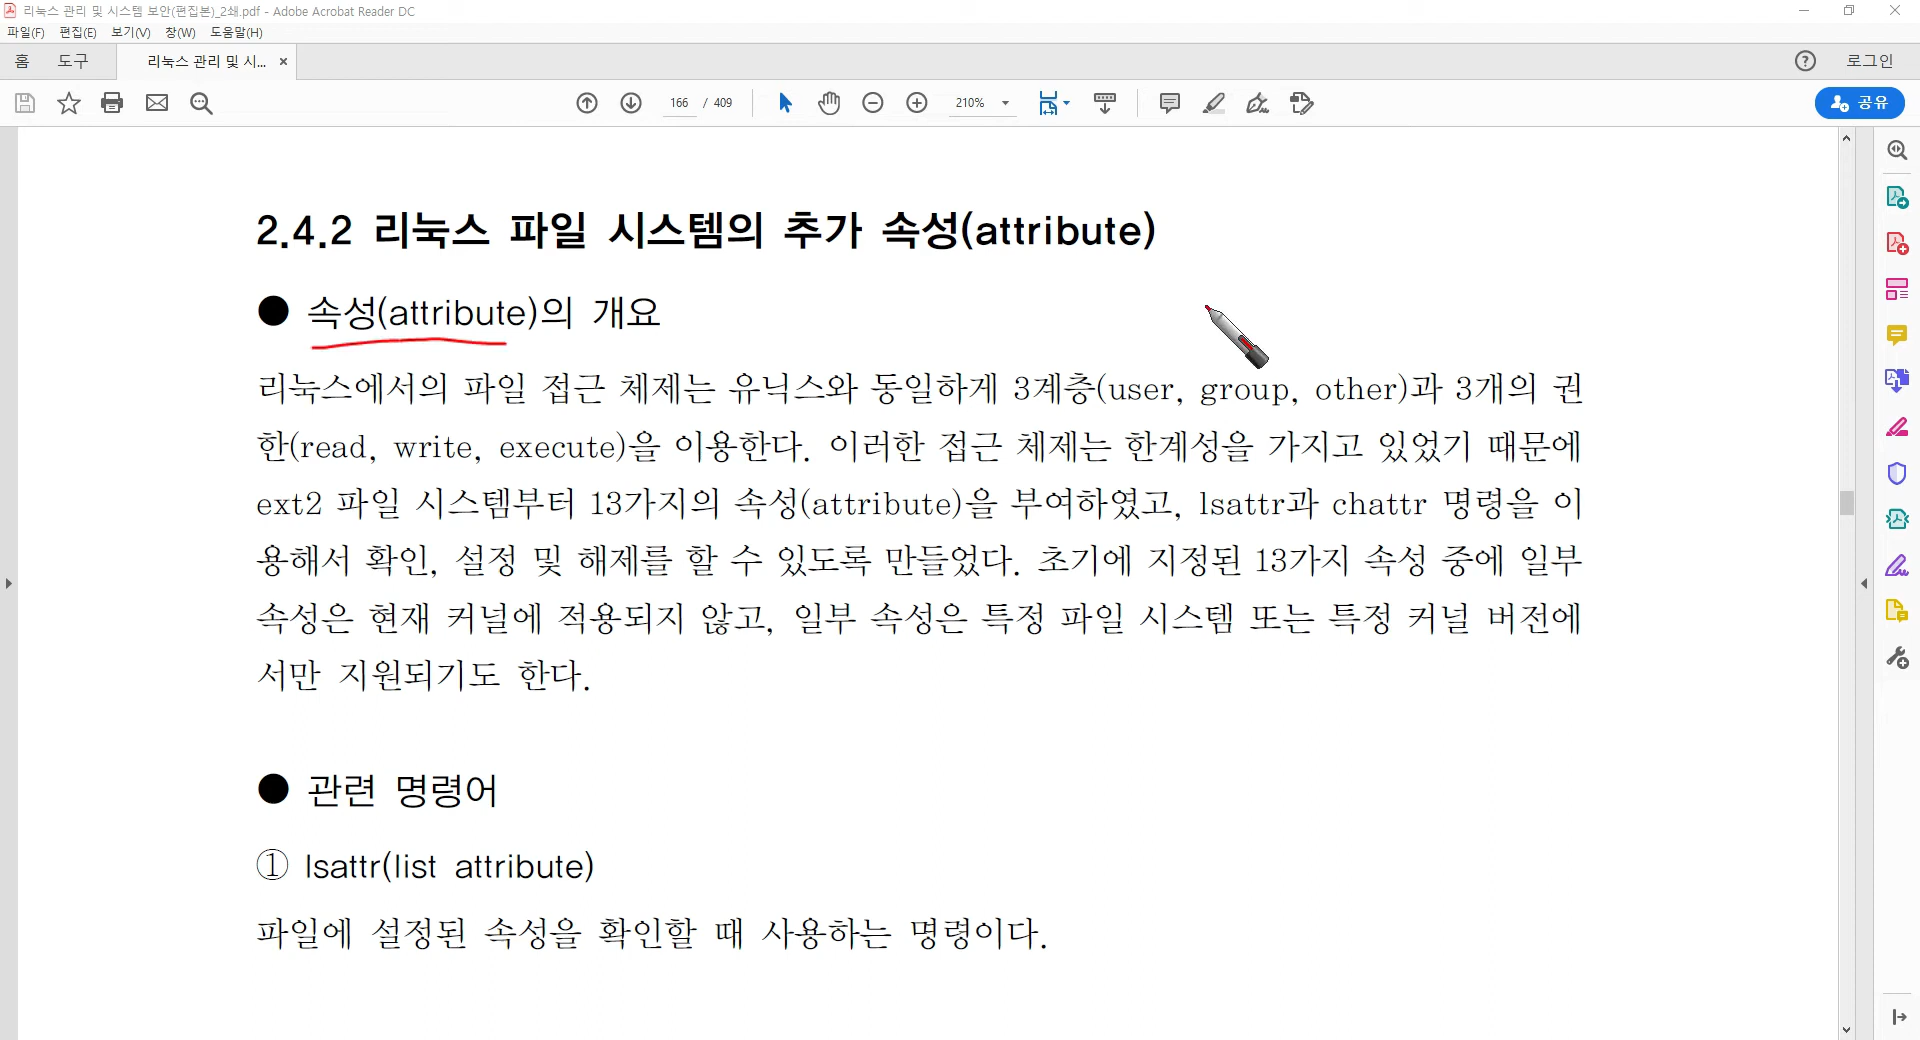 리눅스 관리 및 시스템 보안(편집본)_2쇄.pdf - Adobe Acrobat Reader DC
파일(F) 편집(E) 보기(V) 창(W) 도움말(H)
홈 도구 리눅스 관리 및 시... × ? 로그인
166 / 409 210% 공유
2.4.2 리눅스 파일 시스템의 추가 속성(attribute)
● 속성(attribute)의 개요
리눅스에서의 파일 접근 체제는 유닉스와 동일하게 3계층(user, group, other)과 3개의 권
한(read, write, execute)을 이용한다. 이러한 접근 체제는 한계성을 가지고 있었기 때문에
ext2 파일 시스템부터 13가지의 속성(attribute)을 부여하였고, lsattr과 chattr 명령을 이
용해서 확인, 설정 및 해제를 할 수 있도록 만들었다. 초기에 지정된 13가지 속성 중에 일부
속성은 현재 커널에 적용되지 않고, 일부 속성은 특정 파일 시스템 또는 특정 커널 버전에
서만 지원되기도 한다.
● 관련 명령어
① lsattr(list attribute)
파일에 설정된 속성을 확인할 때 사용하는 명령이다.